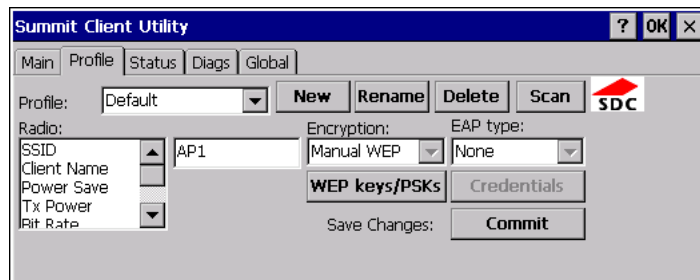 Summit Client Utility ? OK ×
Main Profile Status Diags Global
Profile: Default New Rename Delete Scan SDC
Radio: Encryption: EAP type:
SSID AP1 Manual WEP None
Client Name
Power Save WEP keys/PSKs Credentials
Tx Power
Bit Rate Save Changes: Commit